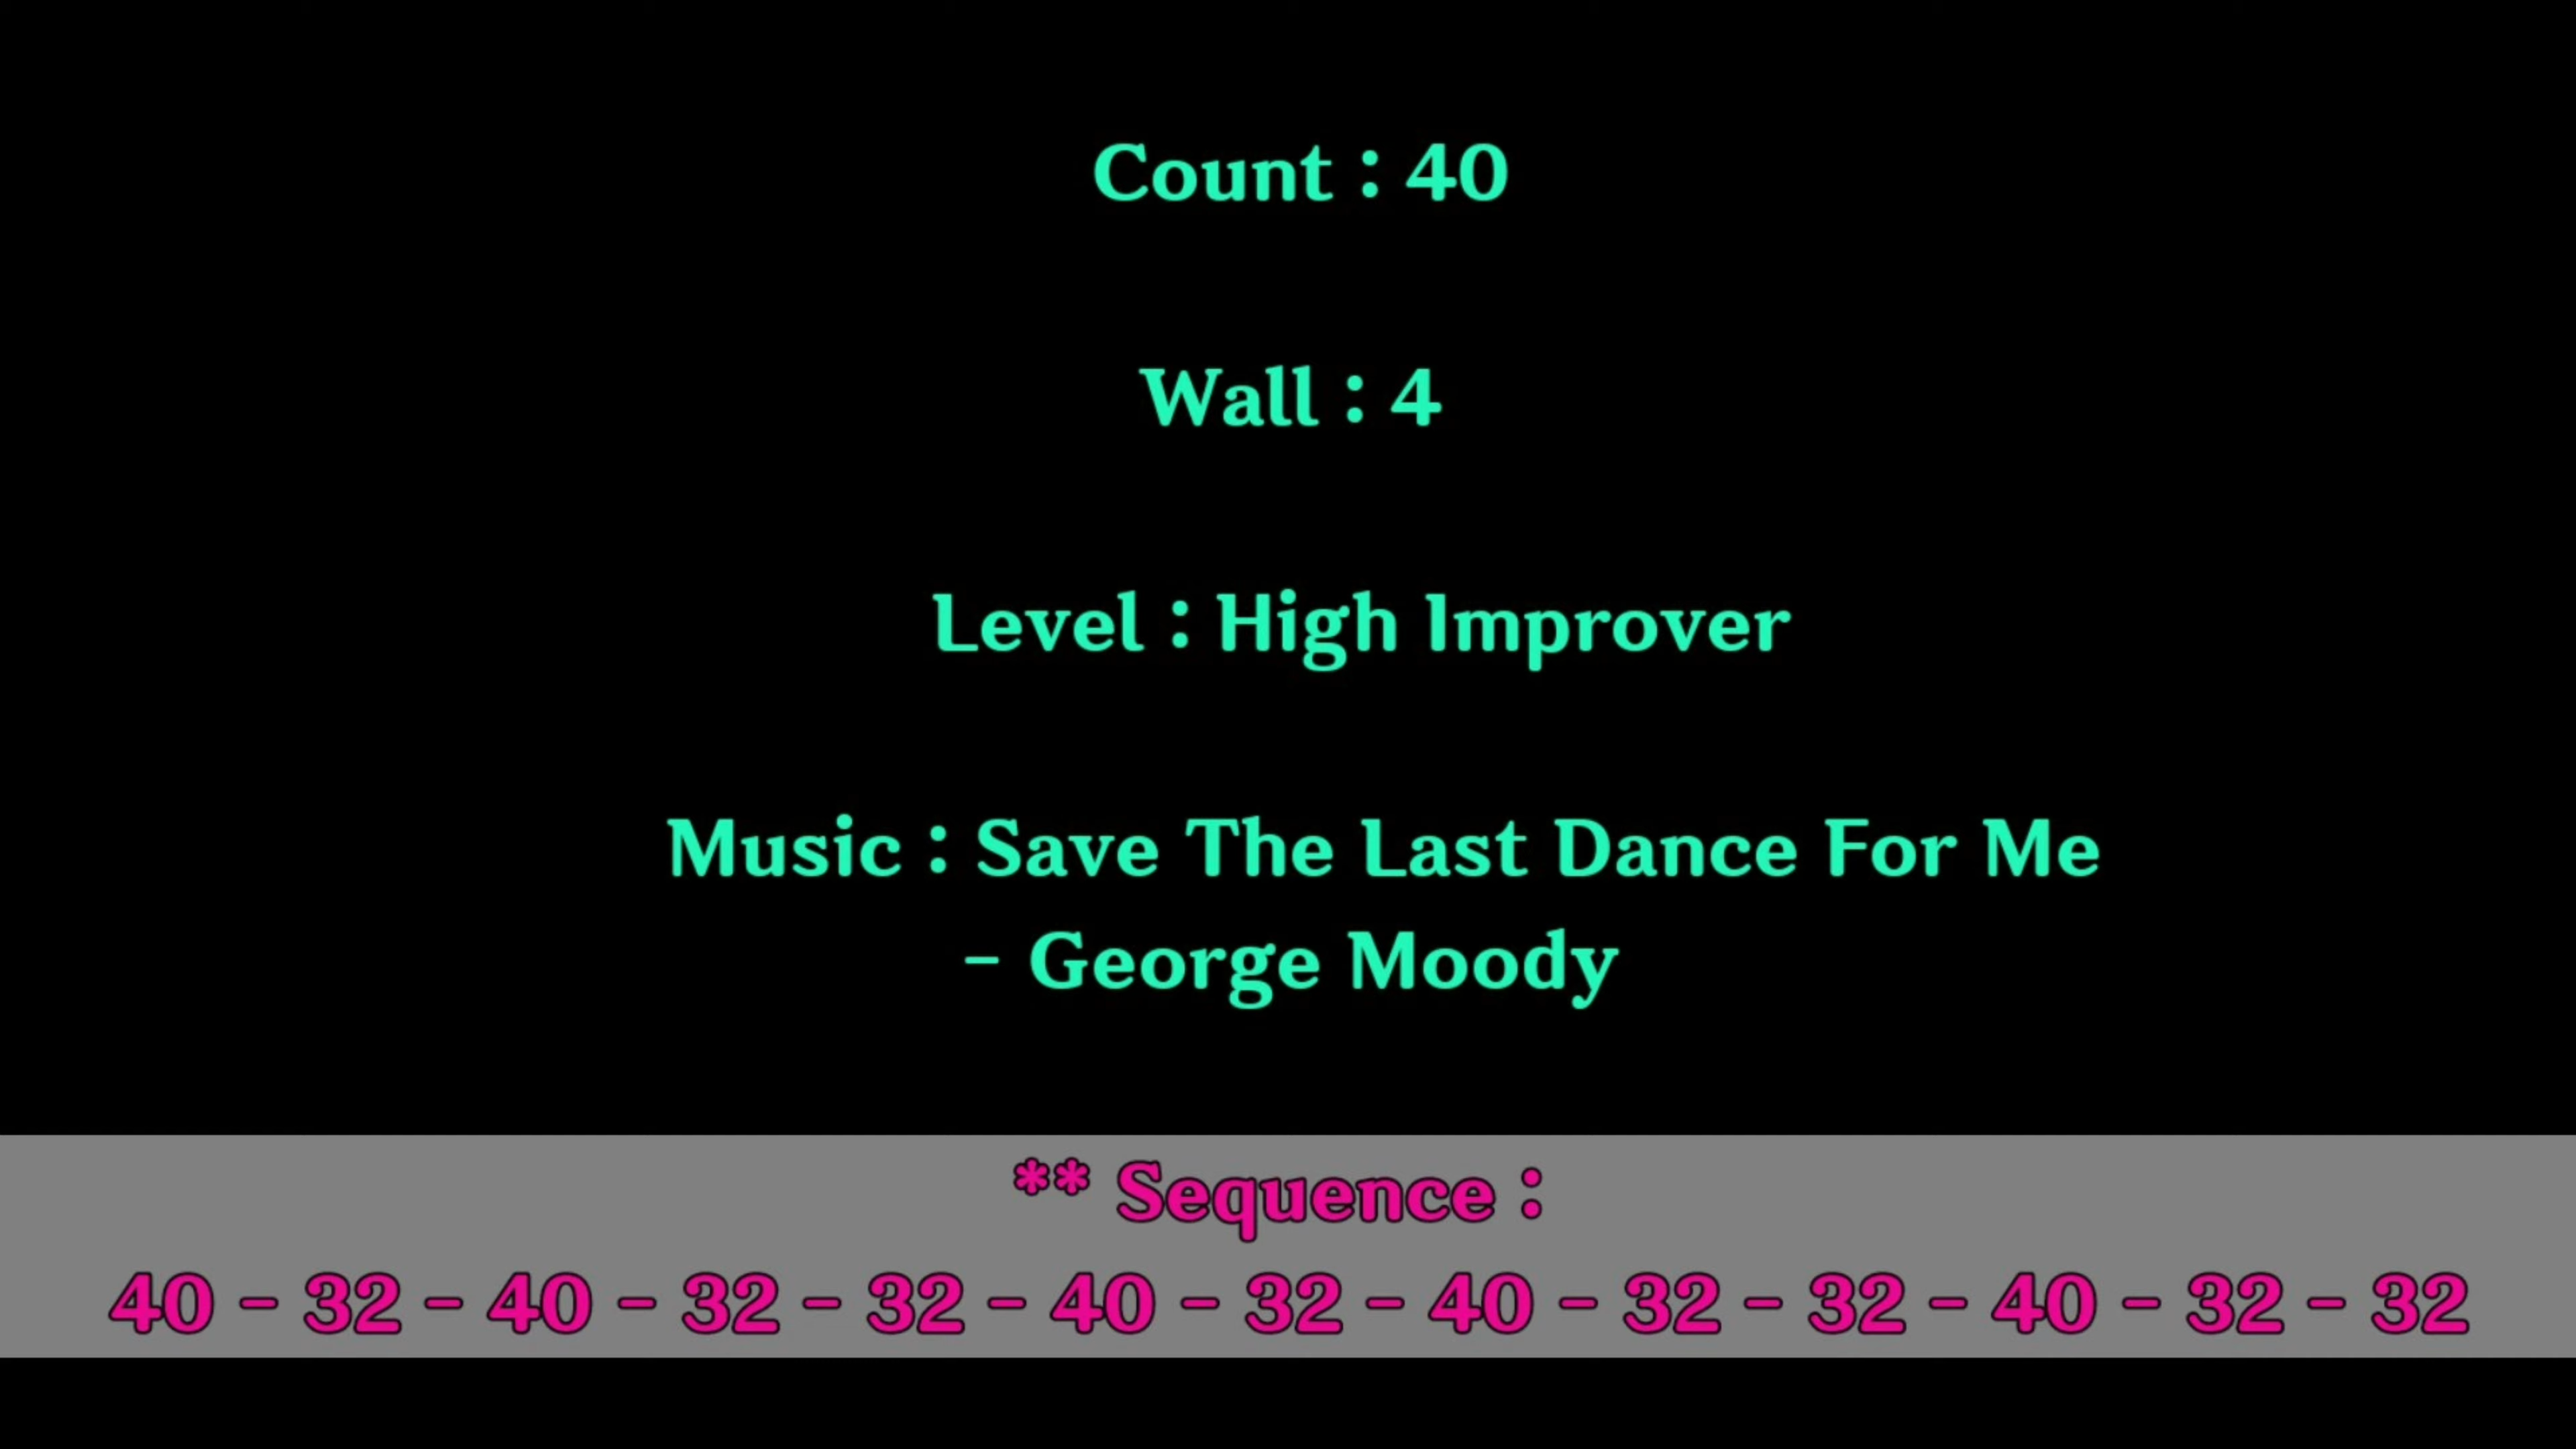 Count : 40
Wall : 4
Level : High Improver
Music : Save The Last Dance For Me
- George Moody
** Sequence :
40 - 32 - 40 - 32 - 32 - 40 - 32 - 40 - 32 - 32 - 40 - 32 - 32